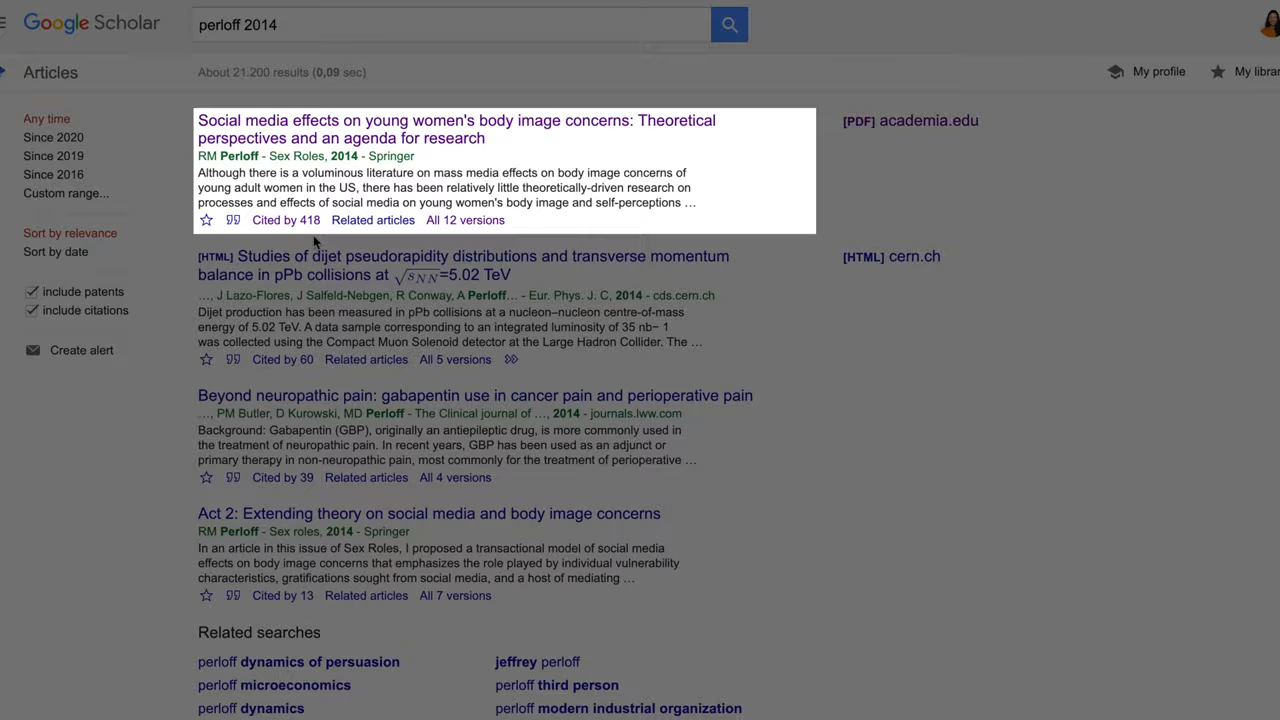 Google Scholar
perloff 2014
Articles
About 21.200 results (0,09 sec)
My profile
My librar
Any time
Since 2020
Since 2019
Since 2016
Custom range...
Sort by relevance
Sort by date
include patents
include citations
Create alert
Social media effects on young women's body image concerns: Theoretical
perspectives and an agenda for research
RM Perloff - Sex Roles, 2014 - Springer
Although there is a voluminous literature on mass media effects on body image concerns of
young adult women in the US, there has been relatively little theoretically-driven research on
processes and effects of social media on young women's body image and self-perceptions …
Cited by 418 Related articles All 12 versions
[PDF] academia.edu
[HTML] Studies of dijet pseudorapidity distributions and transverse momentum
balance in pPb collisions at √sNN=5.02 TeV
…, J Lazo-Flores, J Salfeld-Nebgen, R Conway, A Perloff… - Eur. Phys. J. C, 2014 - cds.cern.ch
Dijet production has been measured in pPb collisions at a nucleon–nucleon centre-of-mass
energy of 5.02 TeV. A data sample corresponding to an integrated luminosity of 35 nb− 1
was collected using the Compact Muon Solenoid detector at the Large Hadron Collider. The …
Cited by 60 Related articles All 5 versions
[HTML] cern.ch
Beyond neuropathic pain: gabapentin use in cancer pain and perioperative pain
…, PM Butler, D Kurowski, MD Perloff - The Clinical journal of …, 2014 - journals.lww.com
Background: Gabapentin (GBP), originally an antiepileptic drug, is more commonly used in
the treatment of neuropathic pain. In recent years, GBP has been used as an adjunct or
primary therapy in non-neuropathic pain, most commonly for the treatment of perioperative …
Cited by 39 Related articles All 4 versions
Act 2: Extending theory on social media and body image concerns
RM Perloff - Sex roles, 2014 - Springer
In an article in this issue of Sex Roles, I proposed a transactional model of social media
effects on body image concerns that emphasizes the role played by individual vulnerability
characteristics, gratifications sought from social media, and a host of mediating …
Cited by 13 Related articles All 7 versions
Related searches
perloff dynamics of persuasion
jeffrey perloff
perloff microeconomics
perloff third person
perloff dynamics
perloff modern industrial organization